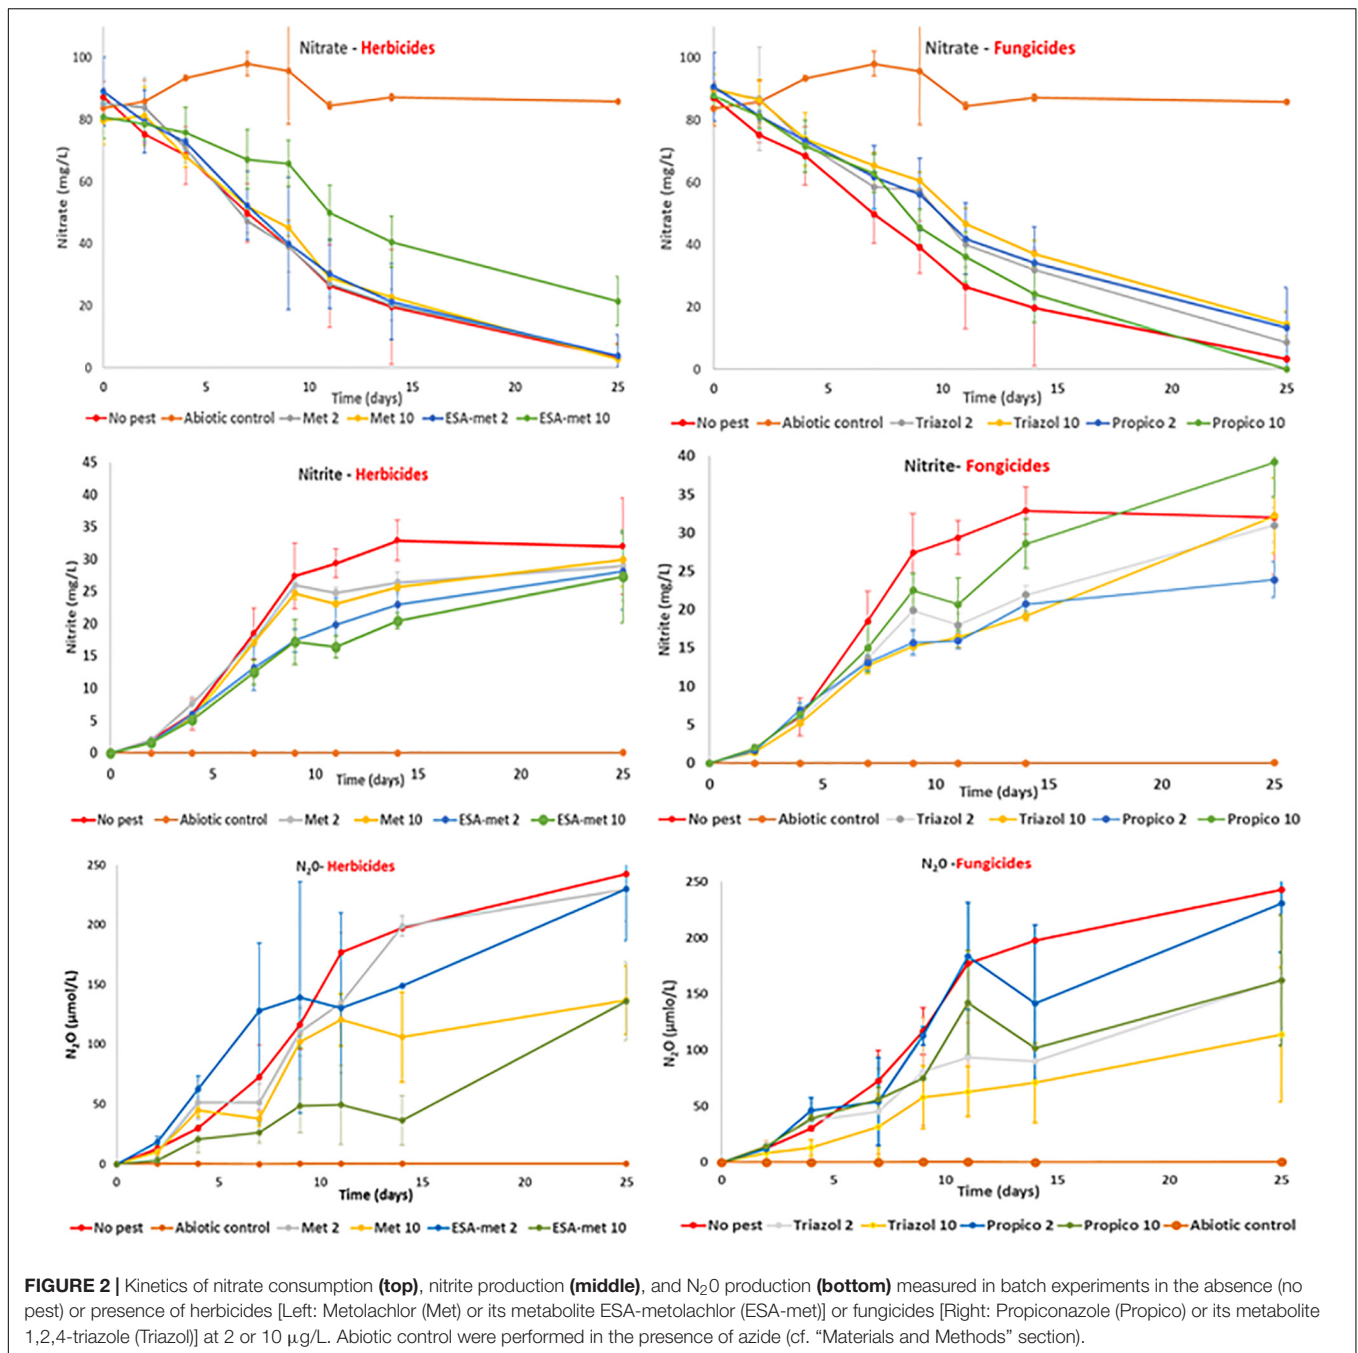 Nitrate - Herbicides
100
80
60
40
20
0
Nitrate (mg/L)
0 5 10 15 20 25
Time (days)
No pest Abiotic control Met 2 Met 10 ESA-met 2 ESA-met 10
Nitrate - Fungicides
100
80
60
40
20
0
Nitrate (mg/L)
0 5 10 15 20 25
Time (days)
No pest Abiotic control Triazol 2 Triazol 10 Propico 2 Propico 10
Nitrite - Herbicides
45
40
35
30
25
20
15
10
5
0
Nitrite (mg/L)
0 5 10 15 20 25
Time (days)
No pest Abiotic control Met 2 Met 10 ESA-met 2 ESA-met 10
Nitrite- Fongicides
40
35
30
25
20
15
10
5
0
Nitrite (mg/L)
5 10 15 20 25
Time (days)
No pest Abiotic control Triazol 2 Triazol 10 Propico 2 Propico 10
N₂O- Herbicides
250
200
150
100
50
0
N₂O (µmol/L)
0 5 10 15 20 25
Time (days)
No pest Abiotic control Met 2 Met 10 ESA-met 2 ESA-met 10
N₂O -Fungicides
250
200
150
100
50
0
N₂O (µmlo/L)
0 5 10 15 20 25
Time (days)
No pest Triazol 2 Triazol 10 Propico 2 Propico 10 Abiotic control
FIGURE 2 | Kinetics of nitrate consumption (top), nitrite production (middle), and N₂0 production (bottom) measured in batch experiments in the absence (no
pest) or presence of herbicides [Left: Metolachlor (Met) or its metabolite ESA-metolachlor (ESA-met)] or fungicides [Right: Propiconazole (Propico) or its metabolite
1,2,4-triazole (Triazol)] at 2 or 10 µg/L. Abiotic control were performed in the presence of azide (cf. “Materials and Methods” section).